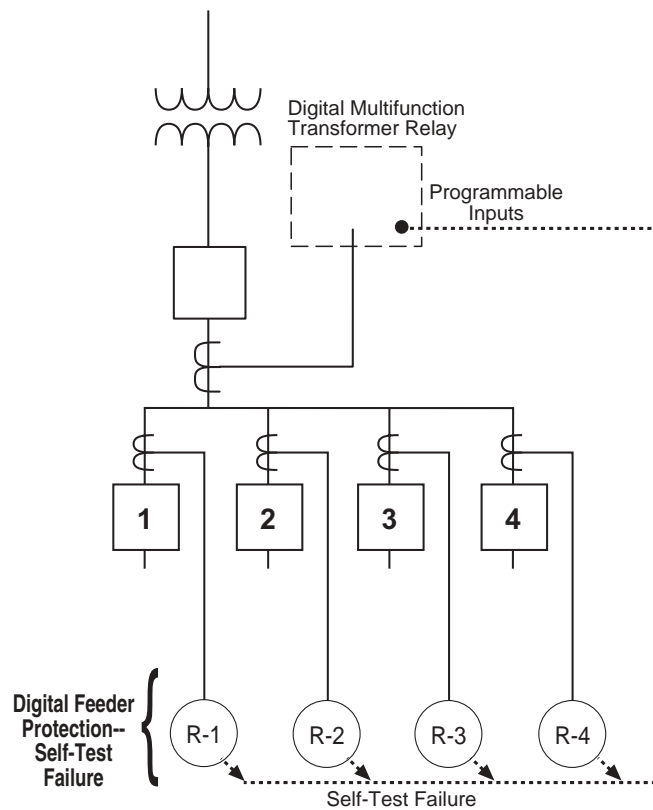 Digital Multifunction
Transformer Relay
Programmable
Inputs
1
2
3
4
Digital Feeder
Protection--
Self-Test
Failure
R-1
R-2
R-3
R-4
Self-Test Failure